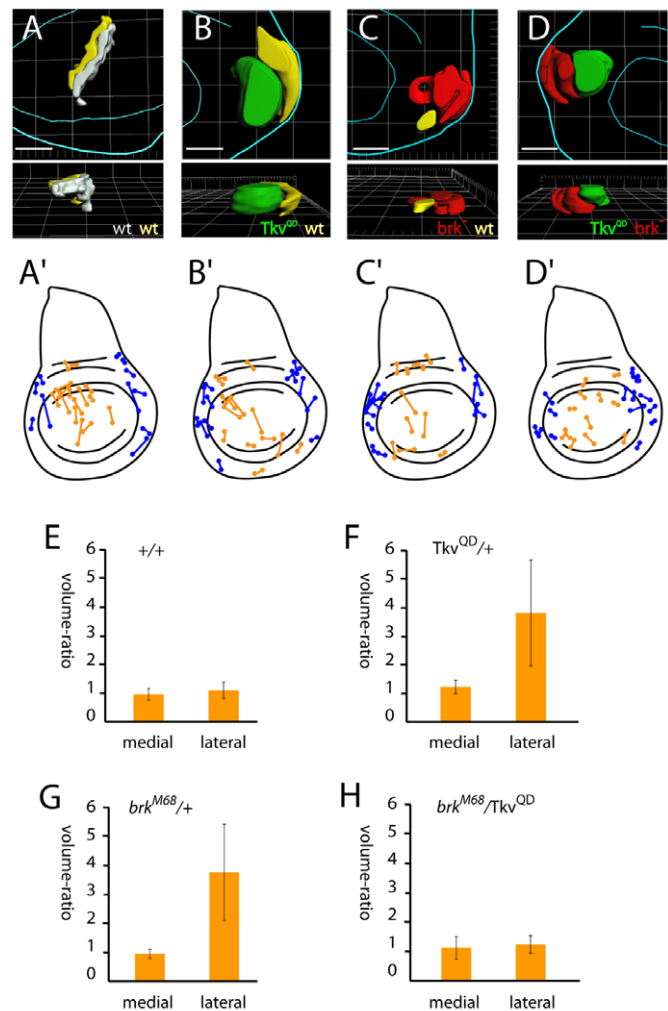 A B C D
wt wt
Tkv^QD wt
brk^- wt
Tkv^QD brk^-
A' B' C' D'
E
+/+
volume-ratio
6
5
4
3
2
1
0
medial lateral
F
Tkv^QD/+
volume-ratio
6
5
4
3
2
1
0
medial lateral
G
brk^M68/+
volume-ratio
6
5
4
3
2
1
0
medial lateral
H
brk^M68/Tkv^QD
volume-ratio
6
5
4
3
2
1
0
medial lateral